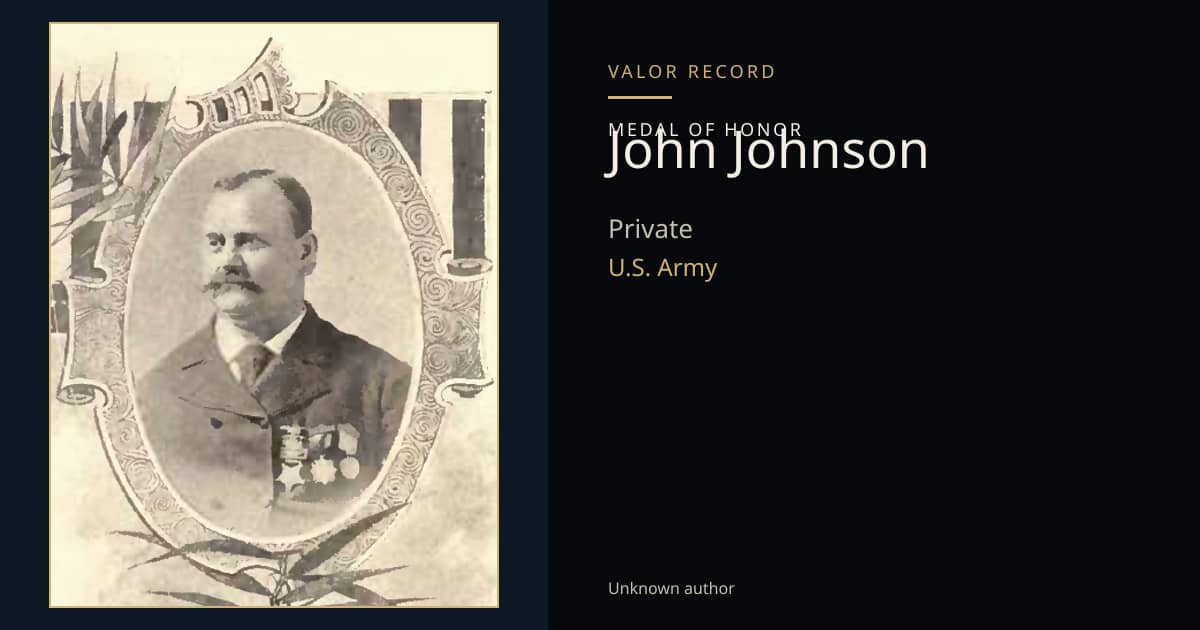 VALOR RECORD
MEDAL OF HONOR
John Johnson
Private
U.S. Army
Unknown author